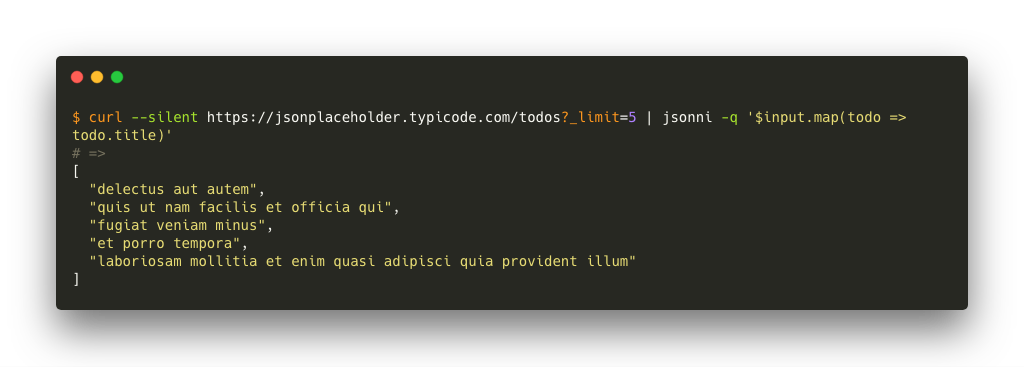 $ curl --silent https://jsonplaceholder.typicode.com/todos?_limit=5 | jsonni -q '$input.map(todo =>
todo.title)'
# =>
[
  "delectus aut autem",
  "quis ut nam facilis et officia qui",
  "fugiat veniam minus",
  "et porro tempora",
  "laboriosam mollitia et enim quasi adipisci quia provident illum"
]